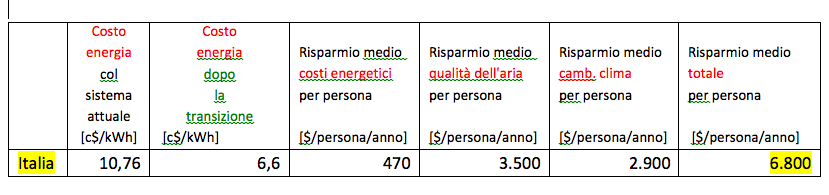 Costo
energia
col
sistema
attuale
[c$/kWh]
Costo
energia
dopo
la
transizione
[c$/kWh]
Risparmio medio
costi energetici
per persona
[$/persona/anno]
Risparmio medio
qualità dell'aria
per persona
[$/persona/anno]
Risparmio medio
camb. clima
per persona
[$/persona/anno]
Risparmio medio
totale
per persona
[$/persona/anno]
Italia 10,76 6,6 470 3.500 2.900 6.800